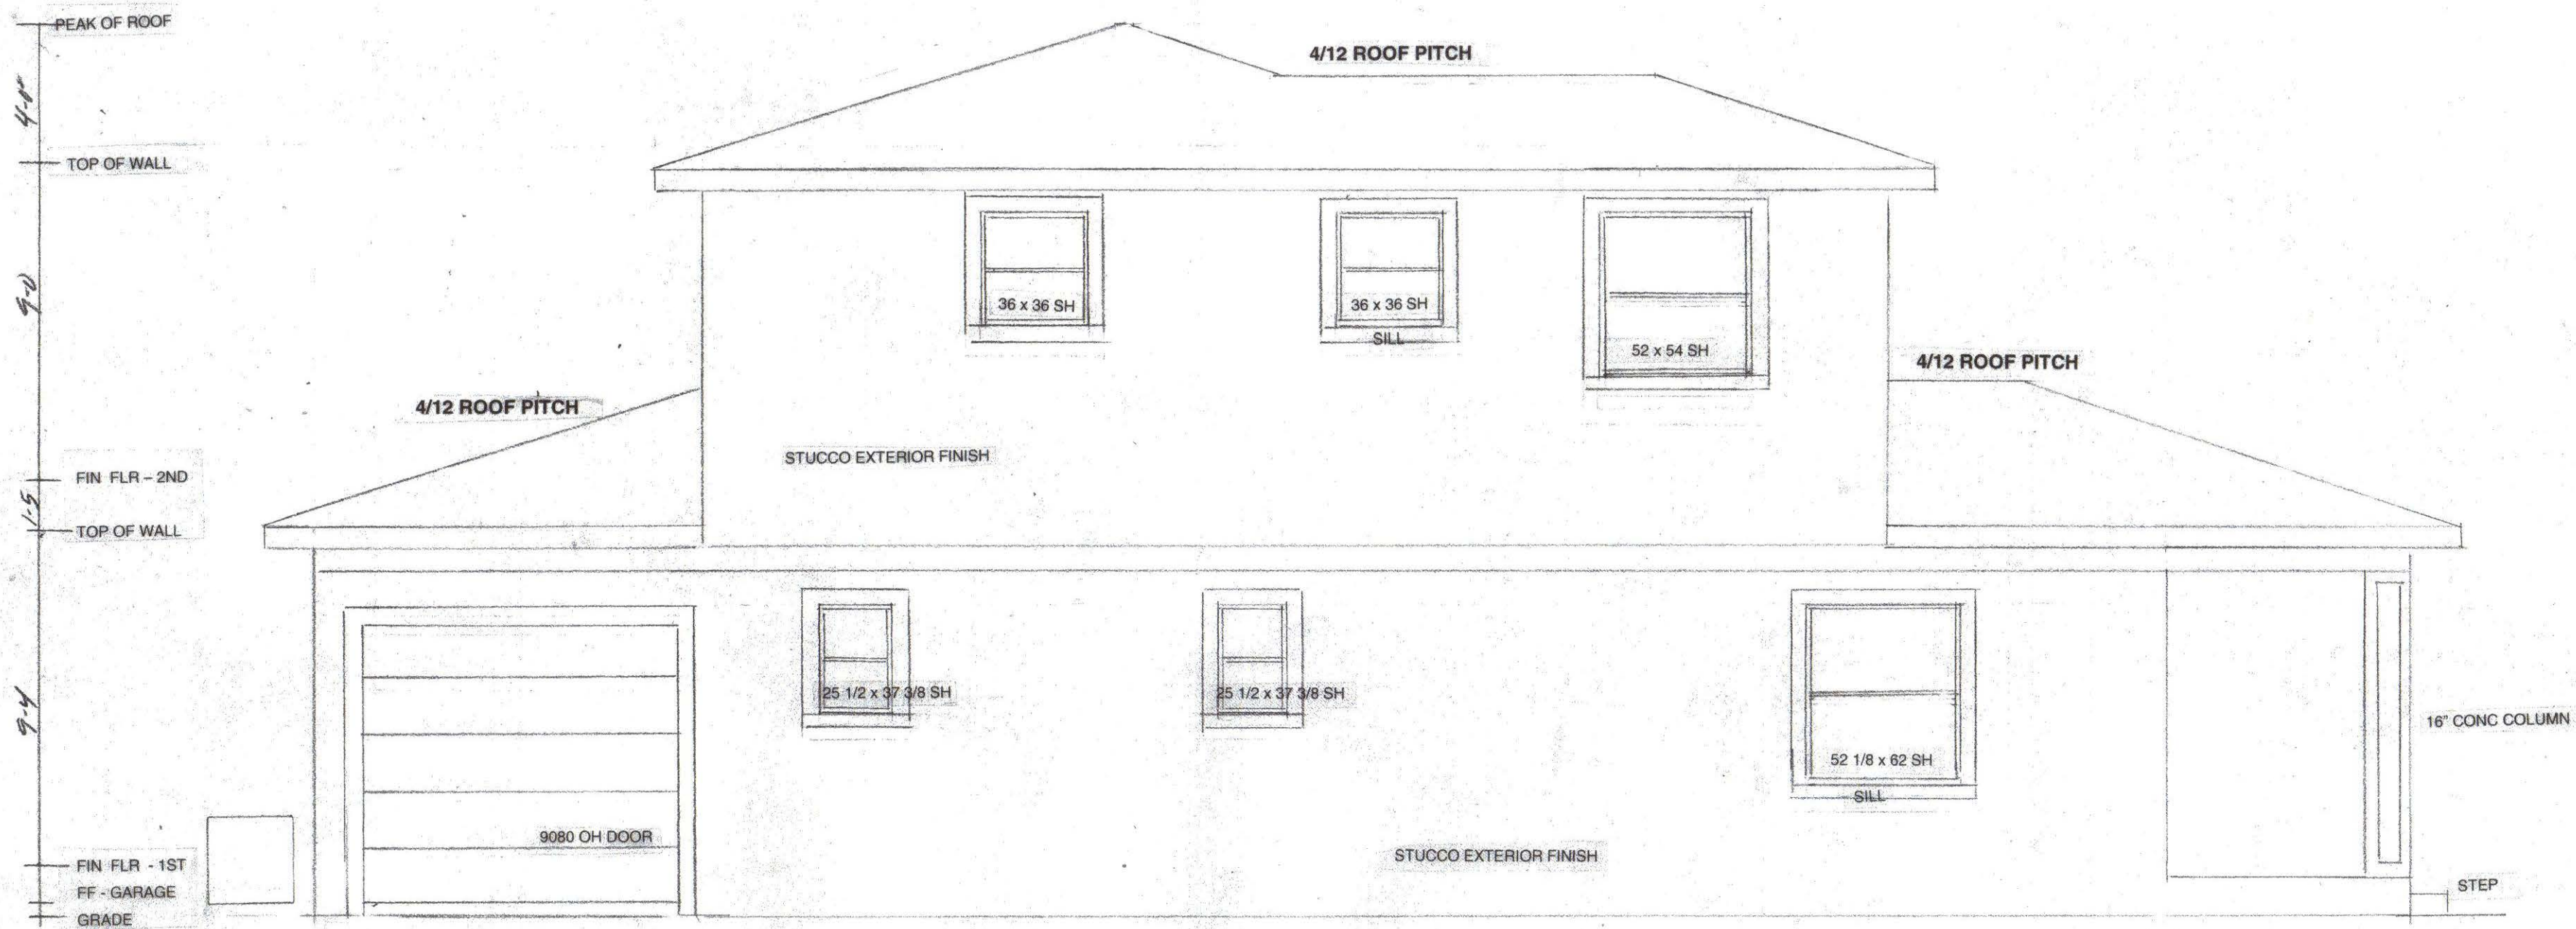 PEAK OF ROOF
4/12 ROOF PITCH
4-0"
TOP OF WALL
9-0
36 x 36 SH
36 x 36 SH
SILL
52 x 54 SH
4/12 ROOF PITCH
4/12 ROOF PITCH
STUCCO EXTERIOR FINISH
FIN FLR – 2ND
1-5
TOP OF WALL
25 1/2 x 37 3/8 SH
25 1/2 x 37 3/8 SH
9-4
16" CONC COLUMN
52 1/8 x 62 SH
SILL
9080 OH DOOR
STUCCO EXTERIOR FINISH
FIN FLR - 1ST
FF - GARAGE
STEP
GRADE